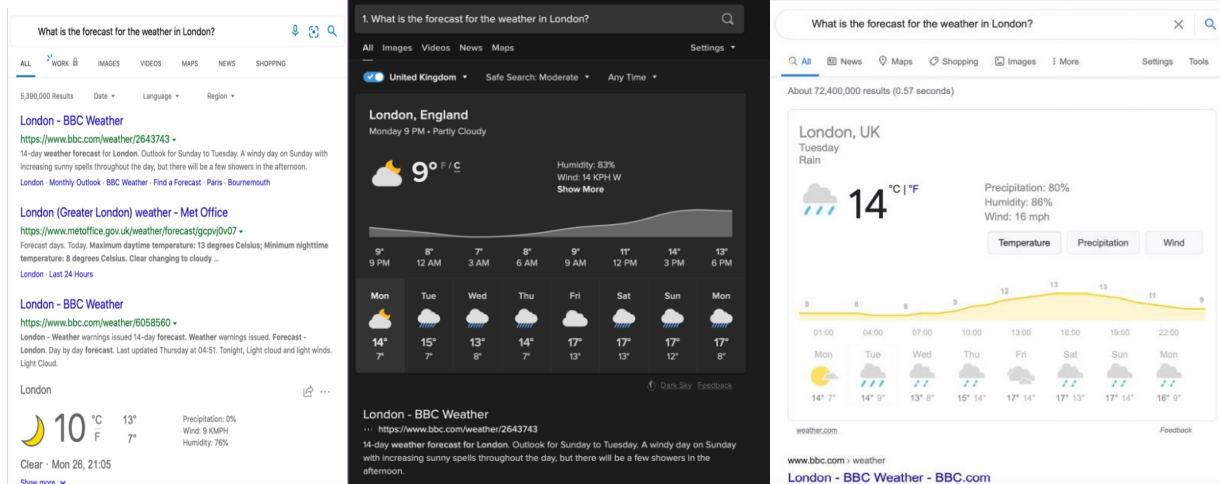 What is the forecast for the weather in London?
ALL WORK IMAGES VIDEOS MAPS NEWS SHOPPING
5,390,000 Results Date Language Region
London - BBC Weather
https://www.bbc.com/weather/2643743
14-day weather forecast for London. Outlook for Sunday to Tuesday. A windy day on Sunday with
increasing sunny spells throughout the day, but there will be a few showers in the afternoon.
London · Monthly Outlook · BBC Weather · Find a Forecast · Paris · Bournemouth
London (Greater London) weather - Met Office
https://www.metoffice.gov.uk/weather/forecast/gcpvj0v07
Forecast days. Today. Maximum daytime temperature: 13 degrees Celsius; Minimum nighttime
temperature: 8 degrees Celsius. Clear changing to cloudy ...
London · Last 24 Hours
London - BBC Weather
https://www.bbc.com/weather/6058560
London - Weather warnings issued 14-day forecast. Weather warnings issued. Forecast -
London. Day by day forecast. Last updated Thursday at 04:51. Tonight, Light cloud and light winds.
Light Cloud.
London
10 °C F 13° 7°
Precipitation: 0%
Wind: 9 KMPH
Humidity: 76%
Clear · Mon 26, 21:05
Show more
1. What is the forecast for the weather in London?
All Images Videos News Maps Settings
United Kingdom Safe Search: Moderate Any Time
London, England
Monday 9 PM • Partly Cloudy
9° F / C
Humidity: 83%
Wind: 14 KPH W
Show More
9° 8° 7° 8° 9° 11° 14° 13°
9 PM 12 AM 3 AM 6 AM 9 AM 12 PM 3 PM 6 PM
Mon Tue Wed Thu Fri Sat Sun Mon
14° 15° 13° 14° 17° 17° 17° 17°
7° 7° 8° 7° 13° 13° 12° 8°
Dark Sky Feedback
London - BBC Weather
https://www.bbc.com/weather/2643743
14-day weather forecast for London. Outlook for Sunday to Tuesday. A windy day on Sunday
with increasing sunny spells throughout the day, but there will be a few showers in the
afternoon.
What is the forecast for the weather in London?
All News Maps Shopping Images More Settings Tools
About 72,400,000 results (0.57 seconds)
London, UK
Tuesday
Rain
14 °C | °F
Precipitation: 80%
Humidity: 86%
Wind: 16 mph
Temperature Precipitation Wind
8 8 8 9 12 13 13 11 9
01:00 04:00 07:00 10:00 13:00 16:00 19:00 22:00
Mon Tue Wed Thu Fri Sat Sun Mon
14° 7° 14° 9° 13° 8° 15° 14° 17° 14° 17° 13° 17° 14° 16° 9°
weather.com Feedback
www.bbc.com › weather
London - BBC Weather - BBC.com